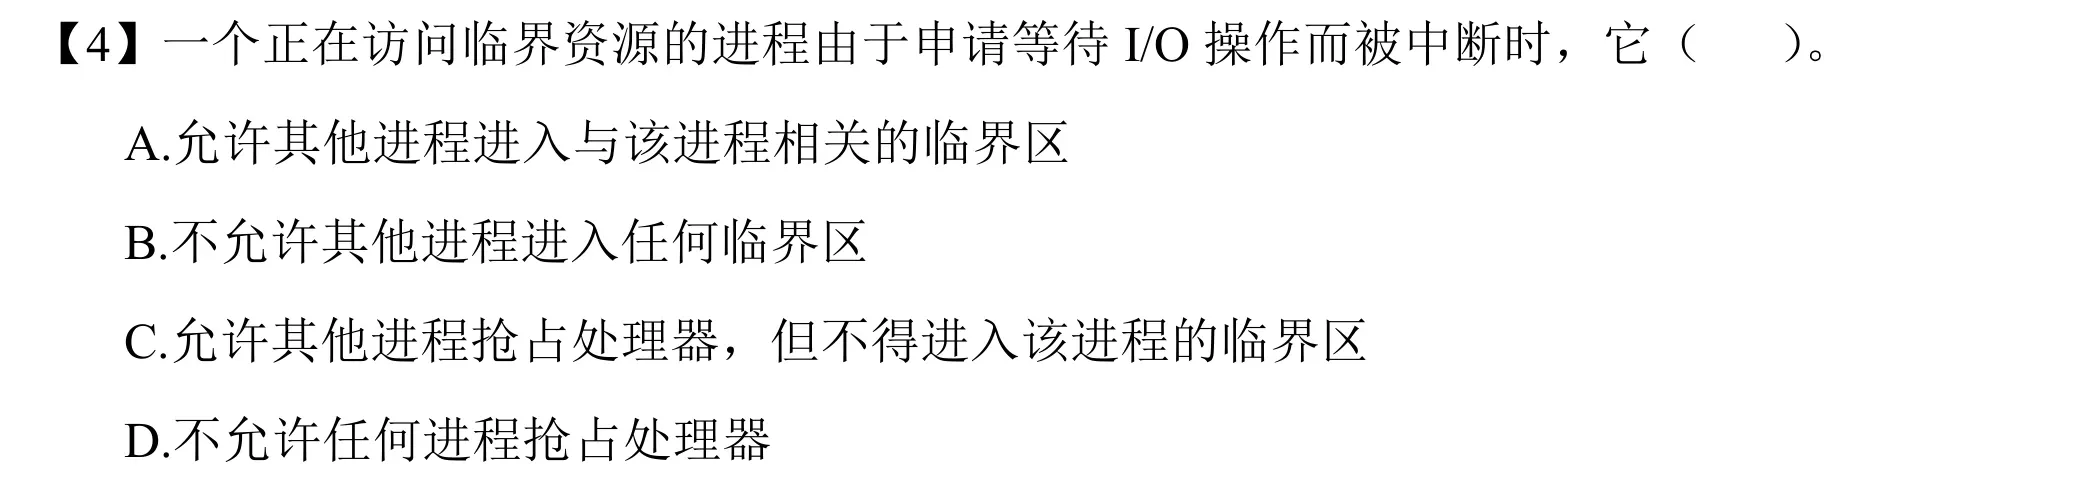 【4】一个正在访问临界资源的进程由于申请等待 I/O 操作而被中断时，它（    ）。
A.允许其他进程进入与该进程相关的临界区
B.不允许其他进程进入任何临界区
C.允许其他进程抢占处理器，但不得进入该进程的临界区
D.不允许任何进程抢占处理器